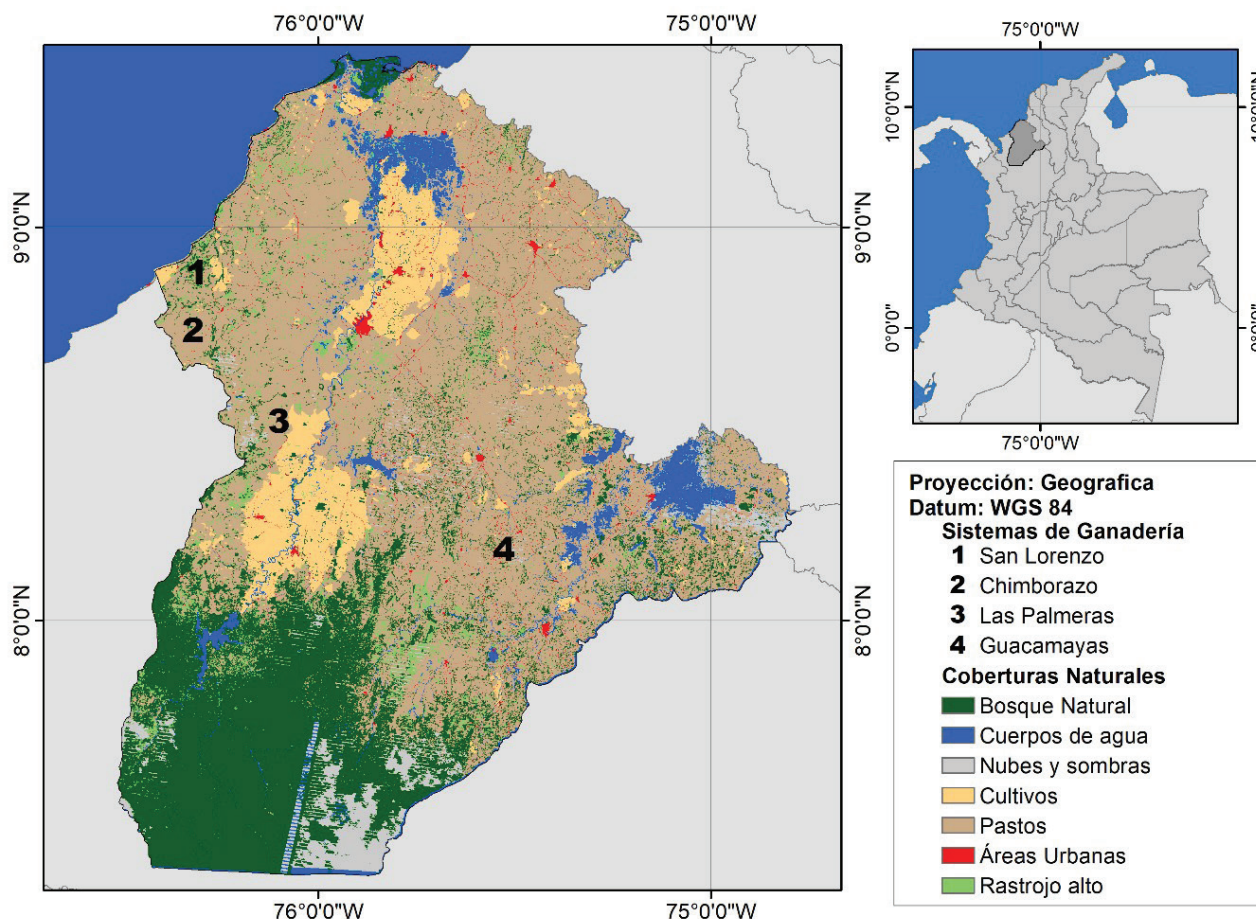 76°0'0"W
75°0'0"W
9°0'0"N
8°0'0"N
1
2
3
4
9°0'0"N
8°0'0"N
76°0'0"W
75°0'0"W
75°0'0"W
10°0'0"N
0°0'0"
75°0'0"W
Proyección: Geografica
Datum: WGS 84
Sistemas de Ganadería
1 San Lorenzo
2 Chimborazo
3 Las Palmeras
4 Guacamayas
Coberturas Naturales
Bosque Natural
Cuerpos de agua
Nubes y sombras
Cultivos
Pastos
Áreas Urbanas
Rastrojo alto